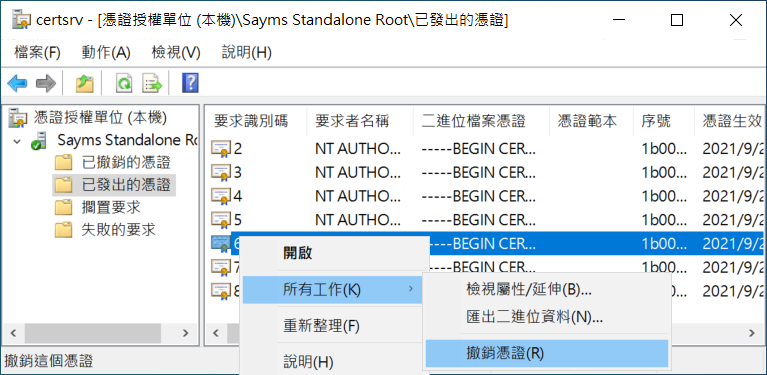 certsrv - [憑證授權單位 (本機)\Sayms Standalone Root\已發出的憑證]
檔案(F) 動作(A) 檢視(V) 說明(H)
憑證授權單位 (本機)
Sayms Standalone Ro
已撤銷的憑證
已發出的憑證
擱置要求
失敗的要求
要求識別碼 要求者名稱 二進位檔案憑證 憑證範本 序號 憑證生效
2 NT AUTHO... -----BEGIN CER... 1b00... 2021/9/2
3 NT AUTHO... -----BEGIN CER... 1b00... 2021/9/2
4 NT AUTHO... -----BEGIN CER... 1b00... 2021/9/2
5 NT AUTHO... -----BEGIN CER... 1b00... 2021/9/2
6 -----BEGIN CER... 1b00... 2021/9/2
7 -----BEGIN CER... 1b00... 2021/9/2
8
開啟
所有工作(K)
重新整理(F)
說明(H)
檢視屬性/延伸(B)...
匯出二進位資料(N)...
撤銷憑證(R)
00... 2021/9/2
撤銷這個憑證